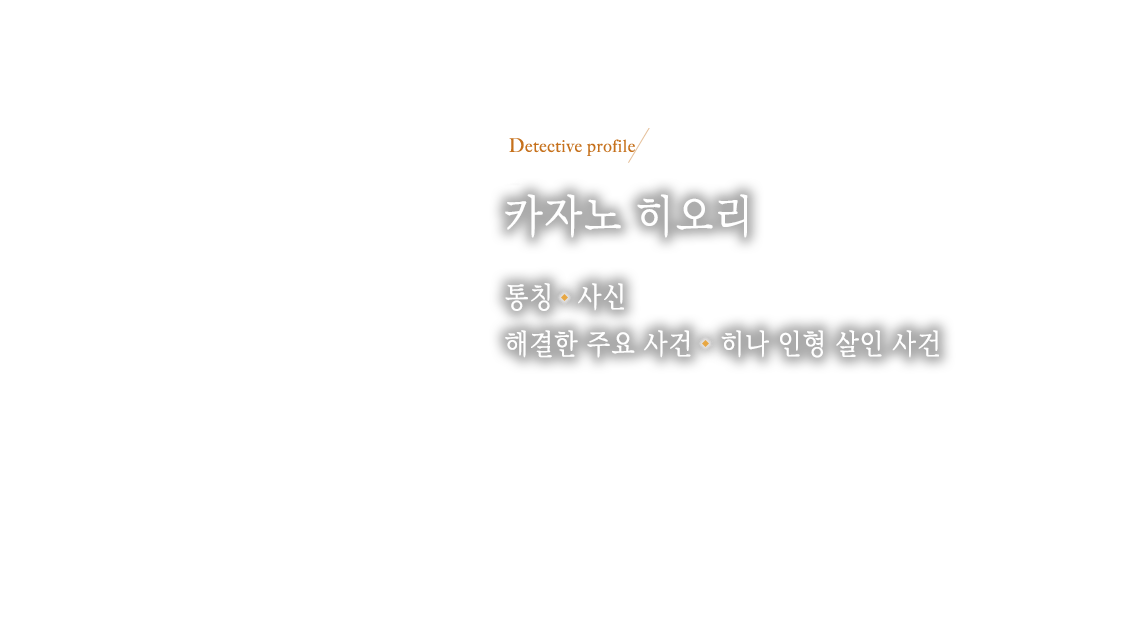 Detective profile
카자노 히오리
통칭 ◆ 사신
해결한 주요 사건 ◆ 히나 인형 살인 사건